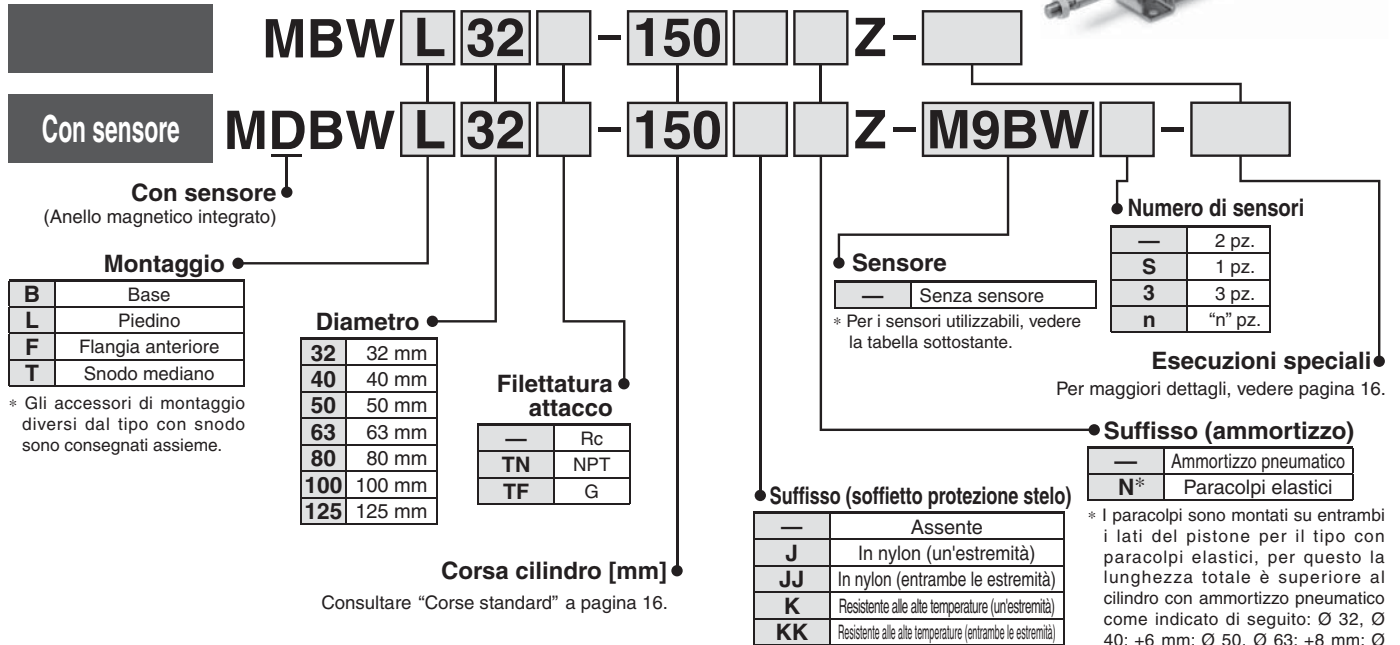 MBW L 32 - 150 Z -
Con sensore MDBW L 32 - 150 Z - M9BW -
Con sensore
(Anello magnetico integrato)
Montaggio
B Base
L Piedino
F Flangia anteriore
T Snodo mediano
* Gli accessori di montaggio
diversi dal tipo con snodo
sono consegnati assieme.
Diametro
32 32 mm
40 40 mm
50 50 mm
63 63 mm
80 80 mm
100 100 mm
125 125 mm
Filettatura
attacco
— Rc
TN NPT
TF G
Corsa cilindro [mm]
Consultare “Corse standard” a pagina 16.
Suffisso (soffietto protezione stelo)
— Assente
J In nylon (un'estremità)
JJ In nylon (entrambe le estremità)
K Resistente alle alte temperature (un'estremità)
KK Resistente alle alte temperature (entrambe le estremità)
Sensore
— Senza sensore
* Per i sensori utilizzabili, vedere
la tabella sottostante.
Numero di sensori
— 2 pz.
S 1 pz.
3 3 pz.
n “n” pz.
Esecuzioni speciali
Per maggiori dettagli, vedere pagina 16.
Suffisso (ammortizzo)
— Ammortizzo pneumatico
N* Paracolpi elastici
* I paracolpi sono montati su entrambi
i lati del pistone per il tipo con
paracolpi elastici, per questo la
lunghezza totale è superiore al
cilindro con ammortizzo pneumatico
come indicato di seguito: Ø 32, Ø
40: +6 mm; Ø 50, Ø 63: +8 mm; Ø